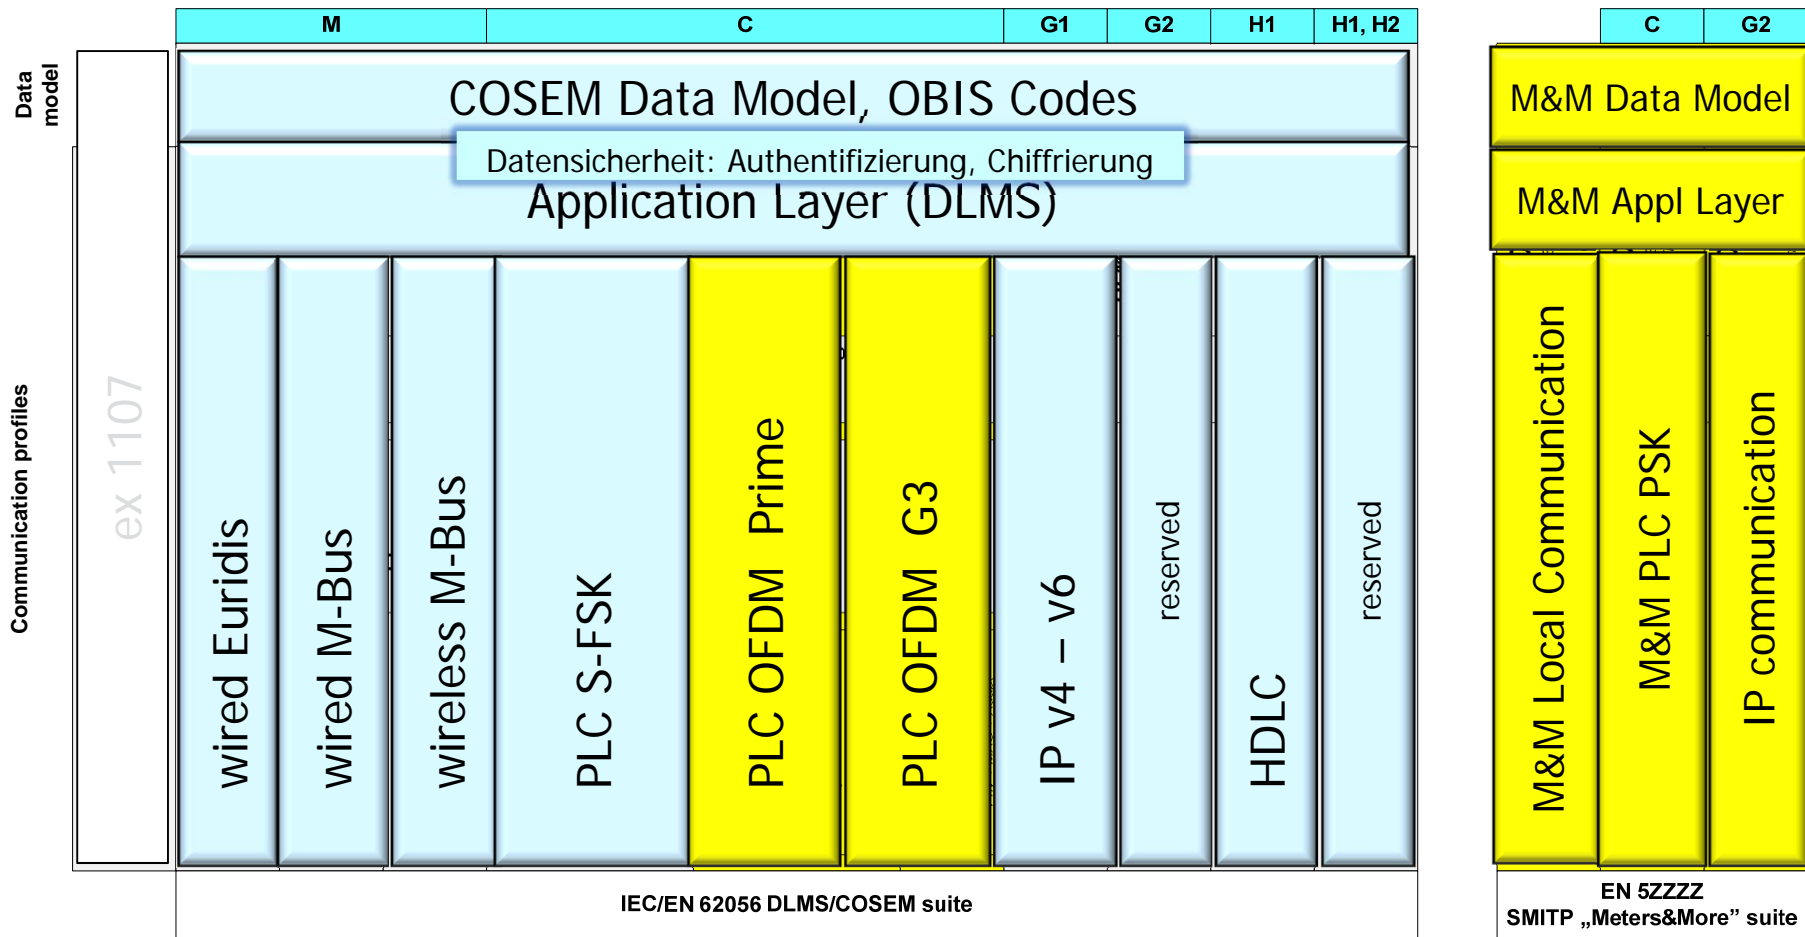 M
C
G1
G2
H1
H1, H2
C
G2
Data
model
COSEM Data Model, OBIS Codes
M&M Data Model
Datensicherheit: Authentifizierung, Chiffrierung
Application Layer (DLMS)
M&M Appl Layer
Communication profiles
ex 1107
wired Euridis
wired M-Bus
wireless M-Bus
PLC S-FSK
PLC OFDM Prime
PLC OFDM G3
IP v4 – v6
reserved
HDLC
reserved
M&M Local Communication
M&M PLC PSK
IP communication
IEC/EN 62056 DLMS/COSEM suite
EN 5ZZZZ
SMITP „Meters&More” suite